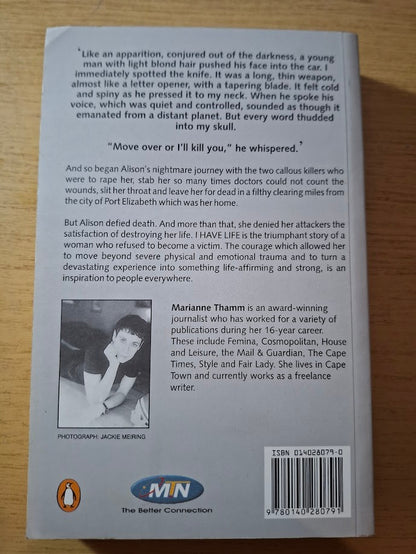 'Like an apparition, conjured out of the darkness, a young
man with light blond hair pushed his face into the car. I
immediately spotted the knife. It was a long, thin weapon,
almost like a letter opener, with a tapering blade. It felt cold
and spiny as he pressed it to my neck. When he spoke his
voice, which was quiet and controlled, sounded as though it
emanated from a distant planet. But every word thudded
into my skull.
"Move over or I'll kill you," he whispered.'
And so began Alison's nightmare journey with the two callous killers who
were to rape her, stab her so many times doctors could not count the
wounds, slit her throat and leave her for dead in a filthy clearing miles from
the city of Port Elizabeth which was her home.
But Alison defied death. And more than that, she denied her attackers the
satisfaction of destroying her life. I HAVE LIFE is the triumphant story of a
woman who refused to become a victim. The courage which allowed her
to move beyond severe physical and emotional trauma and to turn a
devastating experience into something life-affirming and strong, is an
inspiration to people everywhere.
Marianne Thamm is an award-winning
journalist who has worked for a variety of
publications during her 16-year career.
These include Femina, Cosmopolitan, House
and Leisure, the Mail & Guardian, The Cape
Times, Style and Fair Lady. She lives in Cape
Town and currently works as a freelance
writer.
PHOTOGRAPH: JACKIE MEIRING
MTN
The Better Connection
ISBN 014028079-0
9 780140 280791